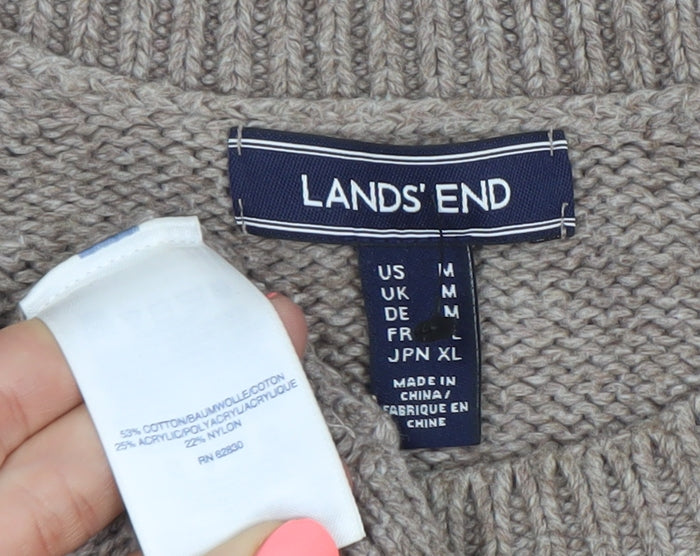 LANDS' END
US M
UK M
DE M
FR L
JPN XL
MADE IN
CHINA/
FABRIQUE EN
CHINE
53% COTTON/BAUMWOLLE/COTON
25% ACRYLIC/POLYACRYL/ACRYLIQUE
22% NYLON
RN 62830